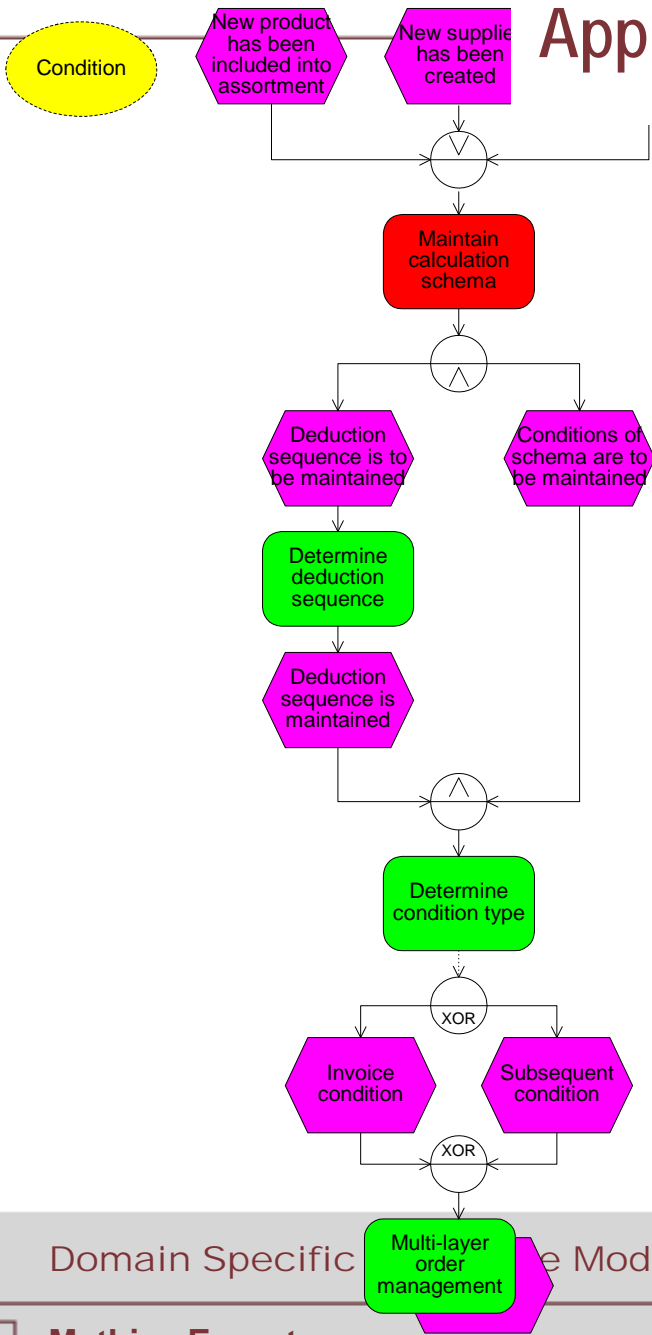 App
New product
has been
included into
assortment
New supplie
has been
created
Condition
Maintain
calculation
schema
Deduction
sequence is to
be maintained
Conditions of
schema are to
be maintained
Determine
deduction
sequence
Deduction
sequence is
maintained
Determine
condition type
XOR
Invoice
condition
Subsequent
condition
XOR
Multi-layer
order
management
Domain Specific e Mod